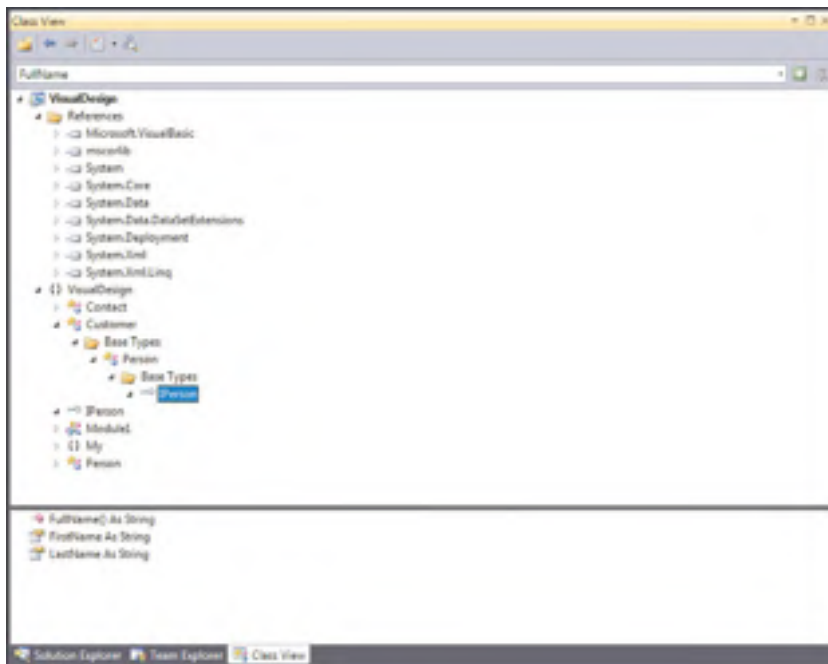 Class View
FullName
VisualDesign
References
Microsoft.VisualBasic
mscorlib
System
System.Core
System.Data
System.Data.DataSetExtensions
System.Deployment
System.Xml
System.Xml.Linq
{} VisualDesign
Contact
Customer
Base Types
Person
Base Types
IPerson
IPerson
Module1
{} My
Person
FullName() As String
FirstName As String
LastName As String
Solution Explorer Team Explorer Class View